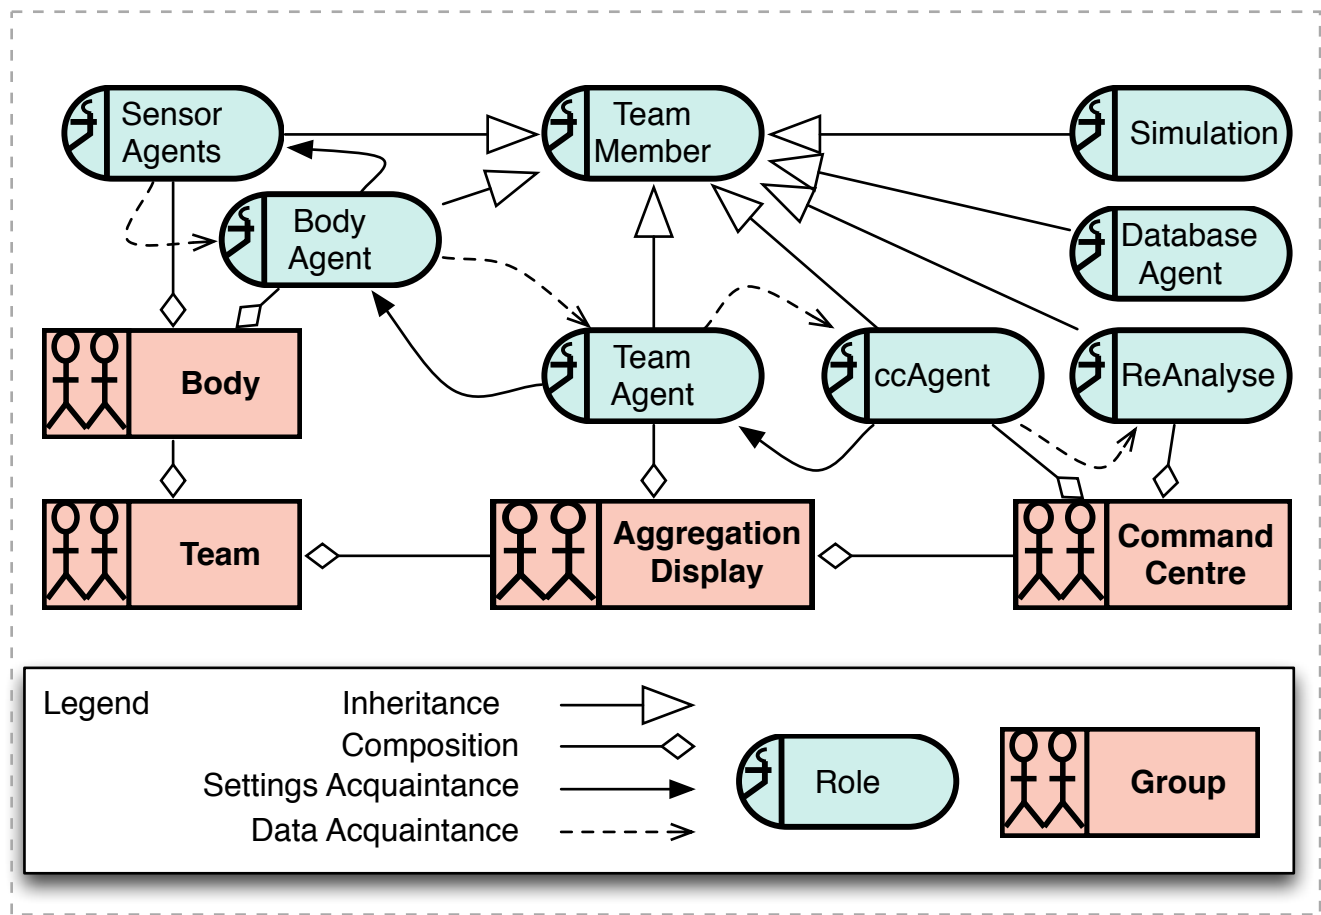 Sensor
Agents
Team
Member
Simulation
Body
Agent
Database
Agent
Team
Agent
ccAgent
ReAnalyse
Body
Team
Aggregation
Display
Command
Centre
Legend
Inheritance
Composition
Settings Acquaintance
Data Acquaintance
Role
Group